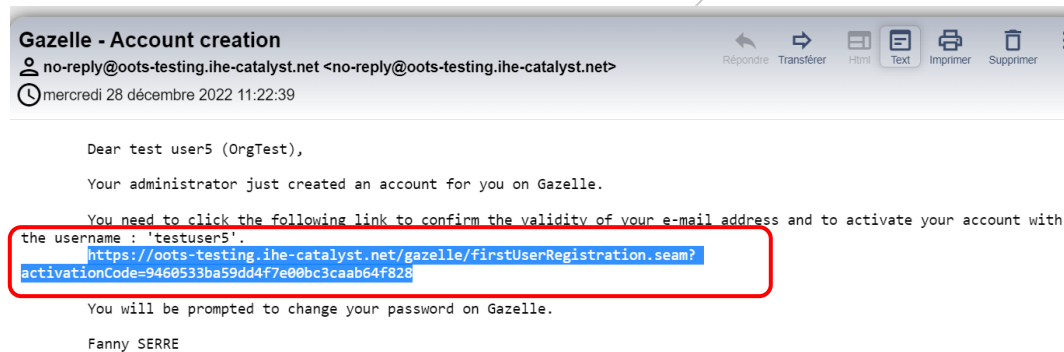 Gazelle - Account creation
no-reply@oots-testing.ihe-catalyst.net <no-reply@oots-testing.ihe-catalyst.net>
mercredi 28 décembre 2022 11:22:39
Répondre Transférer Html Text Imprimer Supprimer
Dear test user5 (OrgTest),
Your administrator just created an account for you on Gazelle.
You need to click the following link to confirm the validity of your e-mail address and to activate your account with
the username : 'testuser5'.
https://oots-testing.ihe-catalyst.net/gazelle/firstUserRegistration.seam?
activationCode=9460533ba59dd4f7e00bc3caab64f828
You will be prompted to change your password on Gazelle.
Fanny SERRE